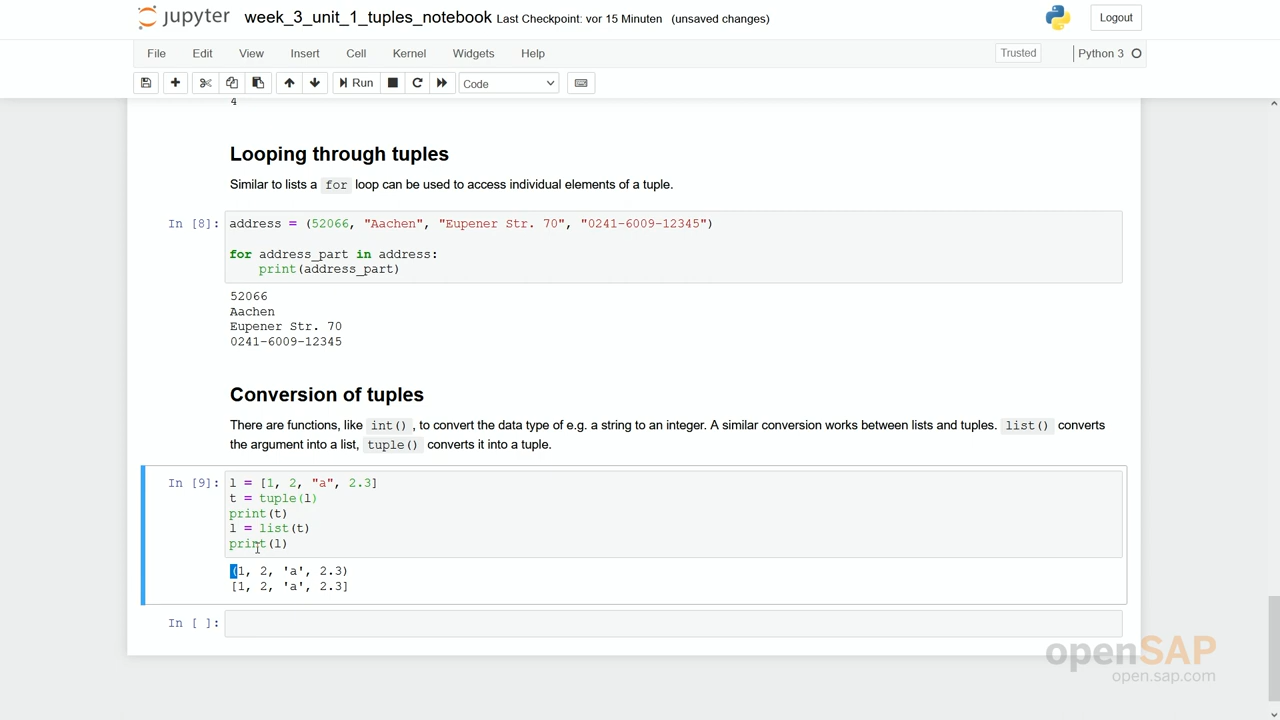 jupyter week_3_unit_1_tuples_notebook Last Checkpoint: vor 15 Minuten (unsaved changes) Logout
File Edit View Insert Cell Kernel Widgets Help Trusted Python 3
Run Code
4
Looping through tuples
Similar to lists a for loop can be used to access individual elements of a tuple.
In [8]: address = (52066, "Aachen", "Eupener Str. 70", "0241-6009-12345")
for address_part in address:
    print(address_part)
52066
Aachen
Eupener Str. 70
0241-6009-12345
Conversion of tuples
There are functions, like int() , to convert the data type of e.g. a string to an integer. A similar conversion works between lists and tuples. list() converts
the argument into a list, tuple() converts it into a tuple.
In [9]: l = [1, 2, "a", 2.3]
t = tuple(l)
print(t)
l = list(t)
print(l)
(1, 2, 'a', 2.3)
[1, 2, 'a', 2.3]
In [ ]:
openSAP
open.sap.com